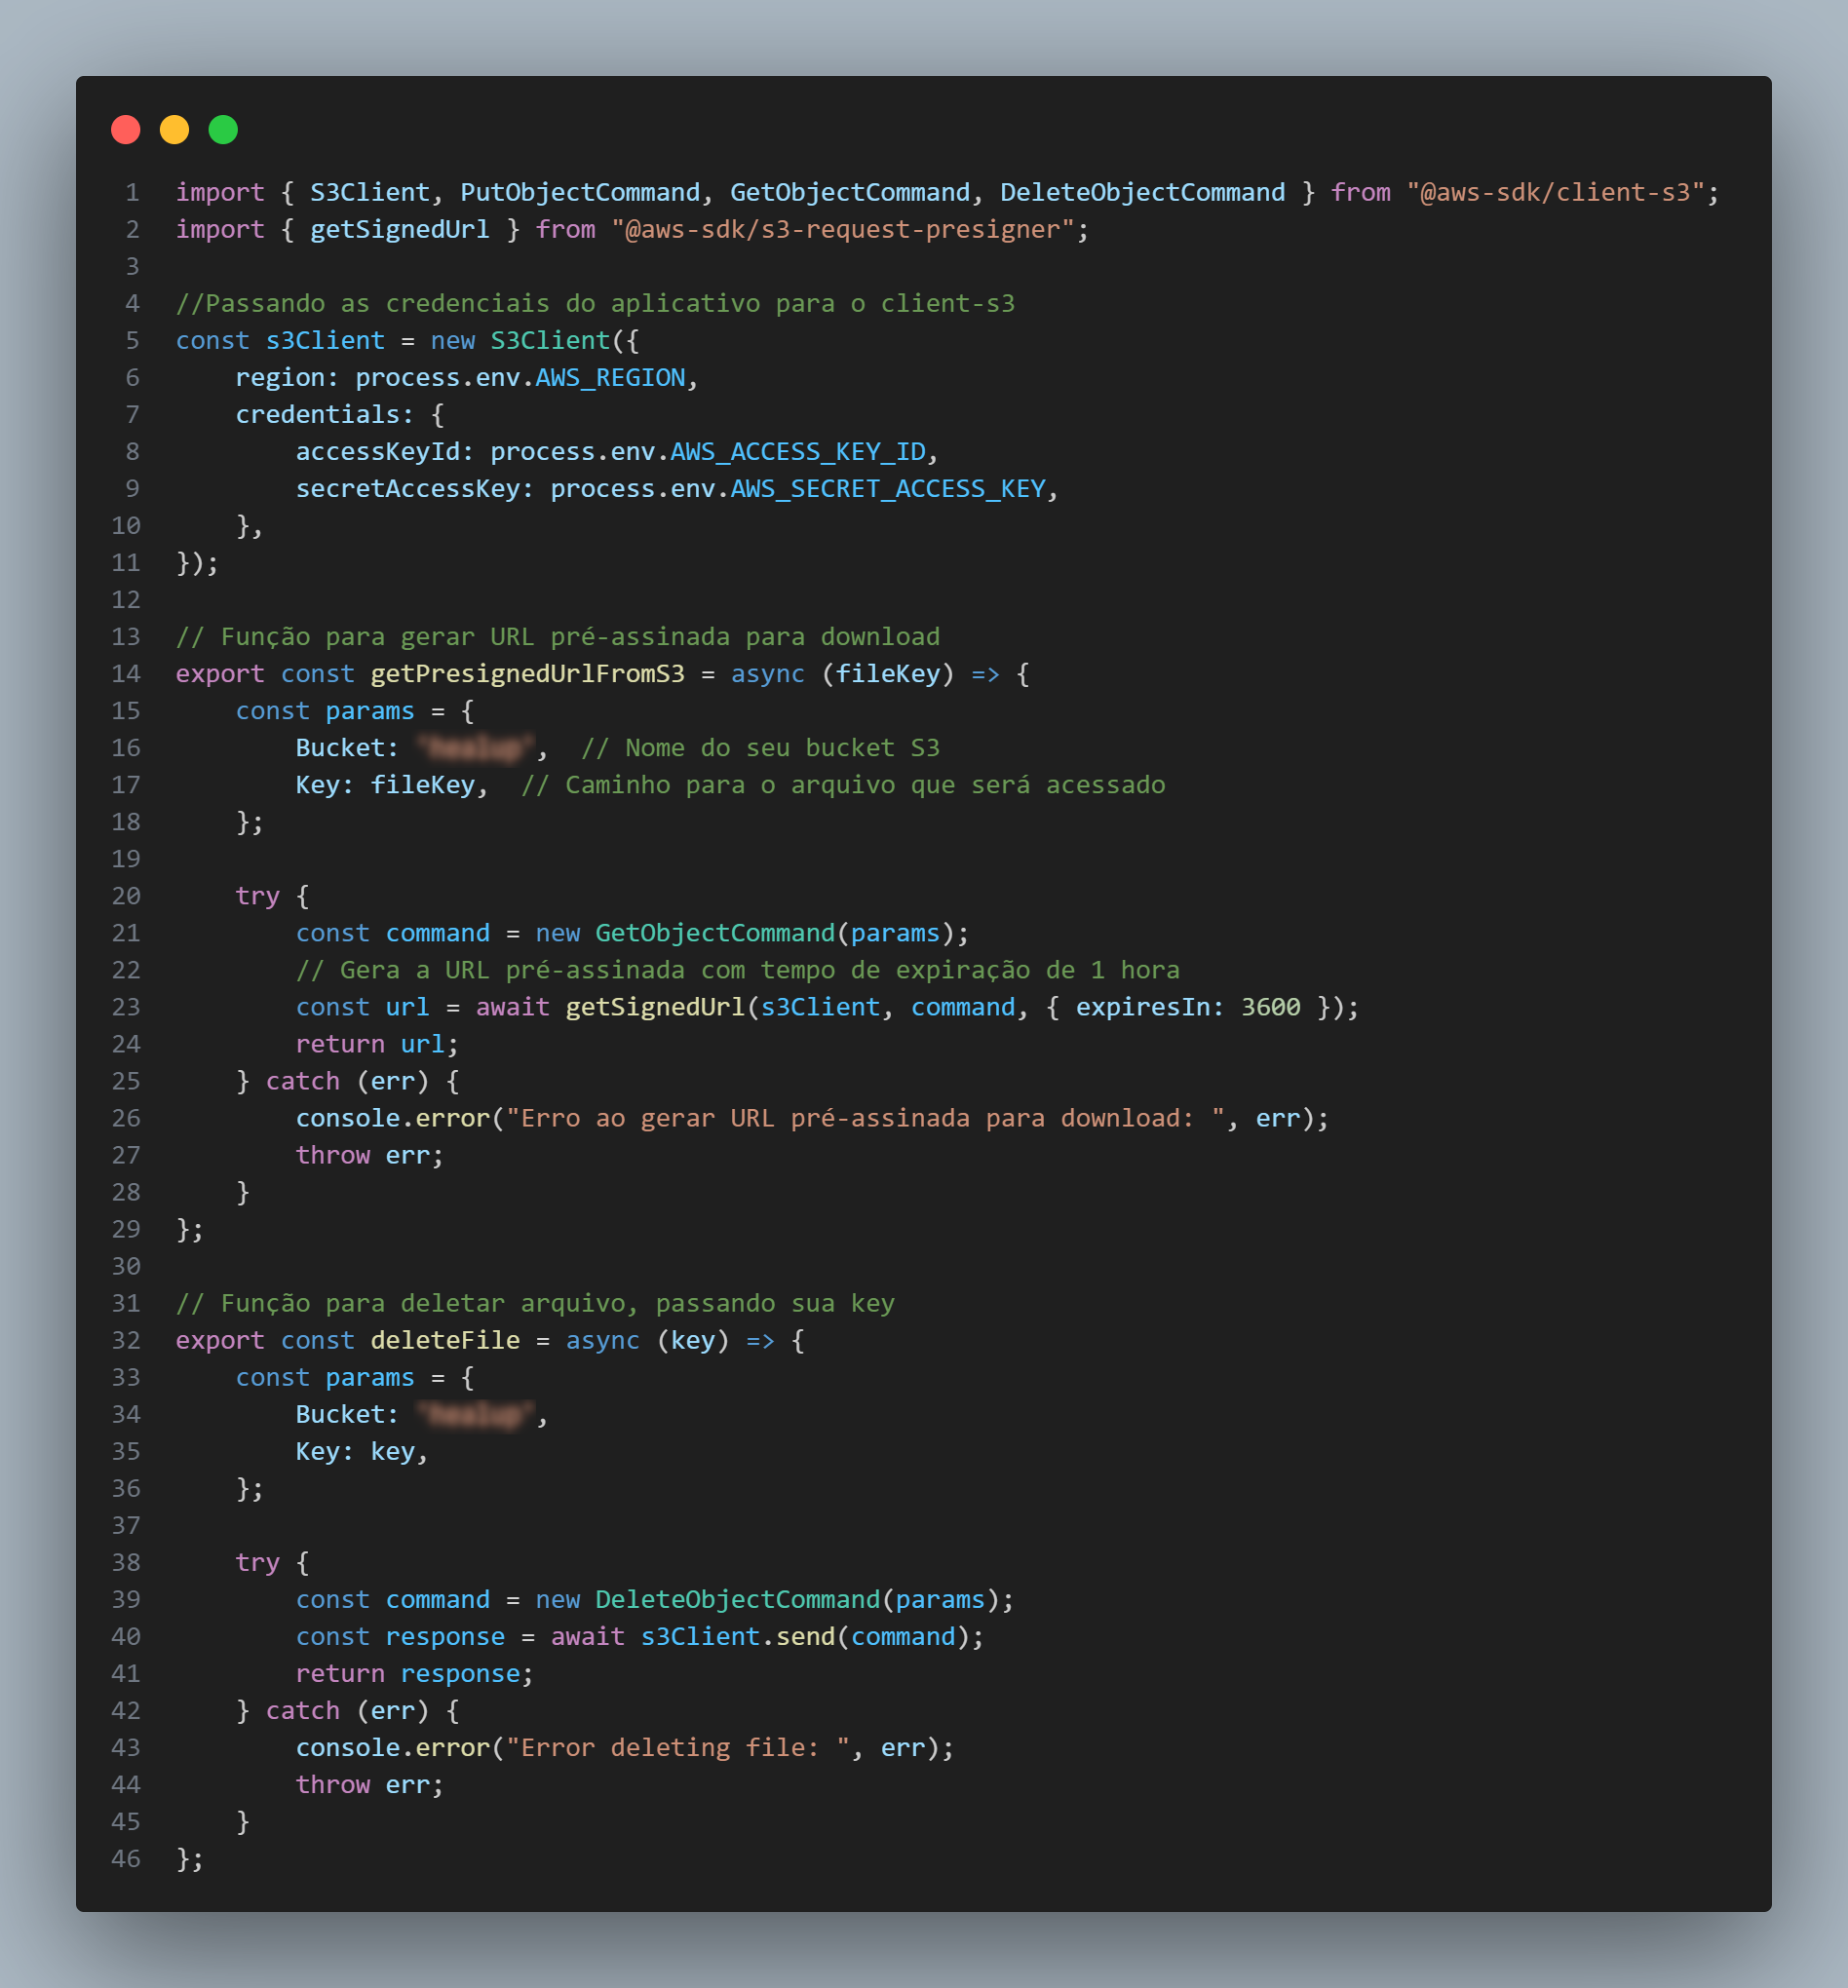 1 import { S3Client, PutObjectCommand, GetObjectCommand, DeleteObjectCommand } from "@aws-sdk/client-s3";
2 import { getSignedUrl } from "@aws-sdk/s3-request-presigner";
3
4 //Passando as credenciais do aplicativo para o client-s3
5 const s3Client = new S3Client({
6     region: process.env.AWS_REGION,
7     credentials: {
8         accessKeyId: process.env.AWS_ACCESS_KEY_ID,
9         secretAccessKey: process.env.AWS_SECRET_ACCESS_KEY,
10     },
11 });
12
13 // Função para gerar URL pré-assinada para download
14 export const getPresignedUrlFromS3 = async (fileKey) => {
15     const params = {
16         Bucket: ,  // Nome do seu bucket S3
17         Key: fileKey,  // Caminho para o arquivo que será acessado
18     };
19
20     try {
21         const command = new GetObjectCommand(params);
22         // Gera a URL pré-assinada com tempo de expiração de 1 hora
23         const url = await getSignedUrl(s3Client, command, { expiresIn: 3600 });
24         return url;
25     } catch (err) {
26         console.error("Erro ao gerar URL pré-assinada para download: ", err);
27         throw err;
28     }
29 };
30
31 // Função para deletar arquivo, passando sua key
32 export const deleteFile = async (key) => {
33     const params = {
34         Bucket: ,
35         Key: key,
36     };
37
38     try {
39         const command = new DeleteObjectCommand(params);
40         const response = await s3Client.send(command);
41         return response;
42     } catch (err) {
43         console.error("Error deleting file: ", err);
44         throw err;
45     }
46 };